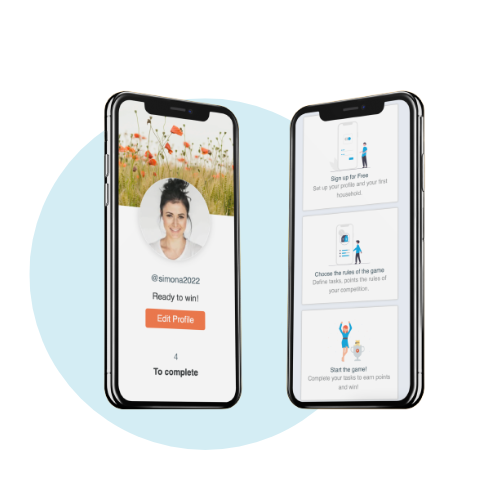 @simona2022
Ready to win!
Edit Profile
4
To complete
Sign up for Free
Set up your profile and your first
household.
Choose the rules of the game
Define tasks, points the rules of
your competition.
Start the game!
Complete your tasks to earn points
and win!